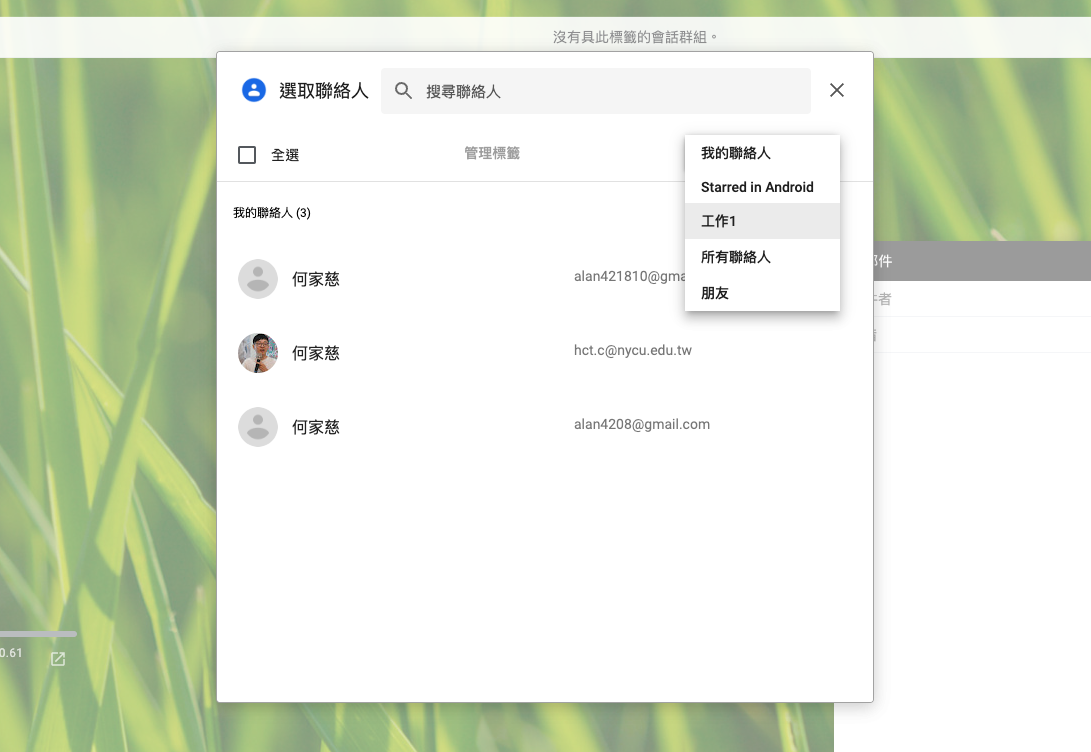 沒有具此標籤的會話群組。
選取聯絡人
搜尋聯絡人
全選
管理標籤
我的聯絡人
Starred in Android
工作1
所有聯絡人
朋友
我的聯絡人 (3)
何家慈
alan421810@gma
何家慈
hct.c@nycu.edu.tw
何家慈
alan4208@gmail.com
件
者
0.61